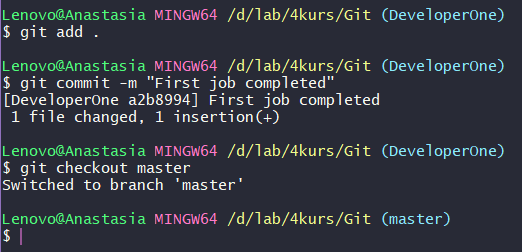 Lenovo@Anastasia MINGW64 /d/lab/4kurs/Git (DeveloperOne)
$ git add .
Lenovo@Anastasia MINGW64 /d/lab/4kurs/Git (DeveloperOne)
$ git commit -m "First job completed"
[DeveloperOne a2b8994] First job completed
 1 file changed, 1 insertion(+)
Lenovo@Anastasia MINGW64 /d/lab/4kurs/Git (DeveloperOne)
$ git checkout master
Switched to branch 'master'
Lenovo@Anastasia MINGW64 /d/lab/4kurs/Git (master)
$